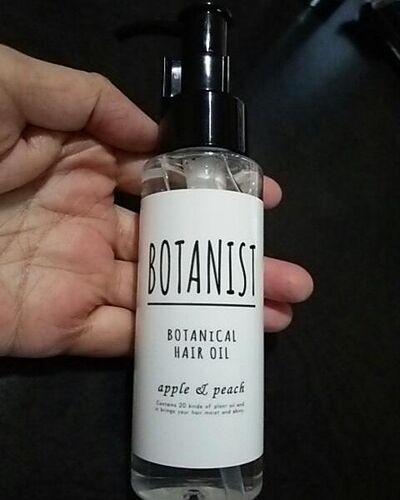 BOTANIST
BOTANiCAL
HAIR OIL
apple & peach
Contains 20 kinds of plant oil and
it brings your hair moist and shiny.